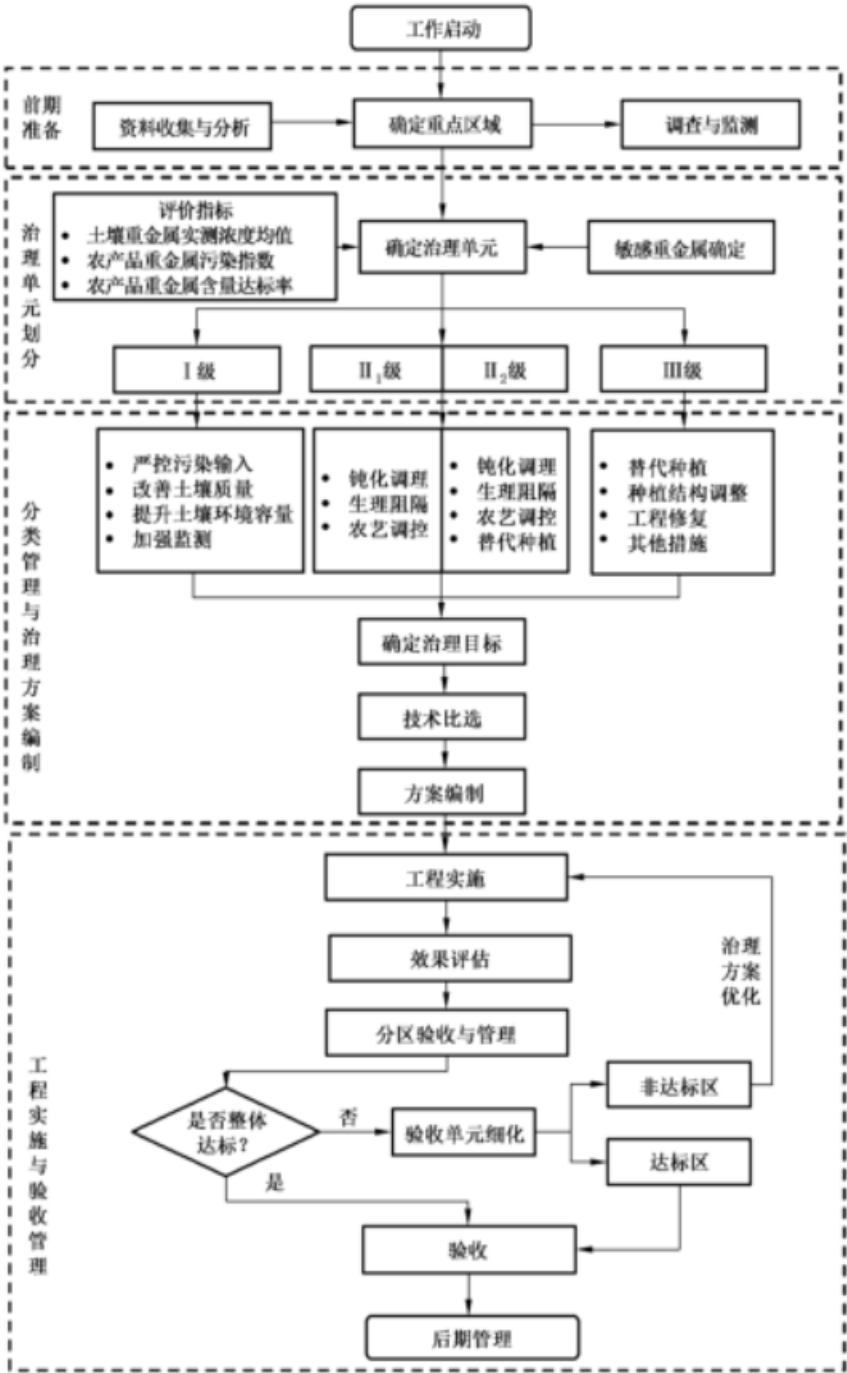 工作启动
前期
准备
资料收集与分析
确定重点区域
调查与监测
治理单元划分
评价指标
• 土壤重金属实测浓度均值
• 农产品重金属污染指数
• 农产品重金属含量达标率
确定治理单元
敏感重金属确定
Ⅰ级
Ⅱ₁级
Ⅱ₂级
Ⅲ级
分类管理与治理方案编制
• 严控污染输入
• 改善土壤质量
• 提升土壤环境容量
• 加强监测
• 钝化调理
• 生理阻隔
• 农艺调控
• 钝化调理
• 生理阻隔
• 农艺调控
• 替代种植
• 替代种植
• 种植结构调整
• 工程修复
• 其他措施
确定治理目标
技术比选
方案编制
工程实施与验收管理
工程实施
效果评估
分区验收与管理
治理
方案
优化
是否整体
达标？
否
验收单元细化
非达标区
达标区
是
验收
后期管理